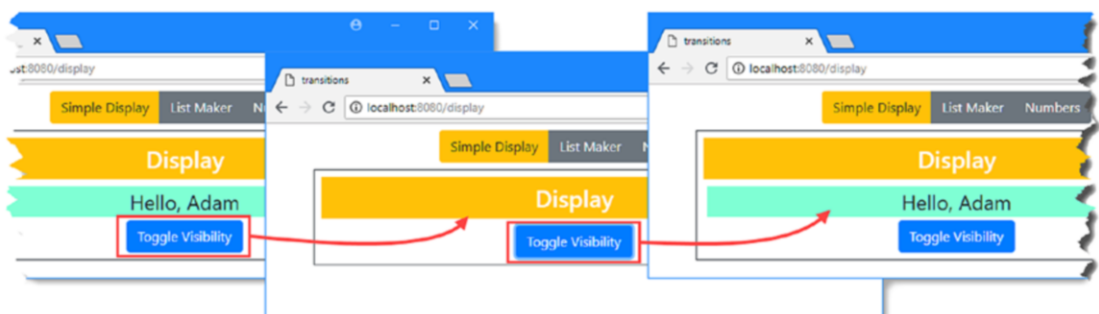 st:8080/display
Simple Display List Maker
Display
Hello, Adam
Toggle Visibility
transitions
localhost:8080/display
Simple Display List Maker
Display
Toggle Visibility
transitions
localhost:8080/display
Simple Display List Maker Numbers
Display
Hello, Adam
Toggle Visibility